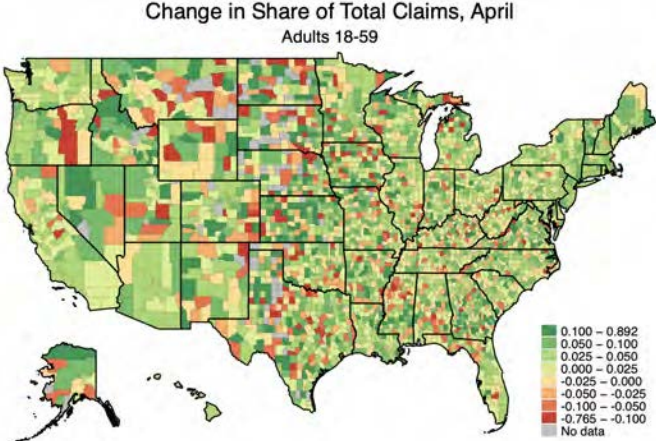 Change in Share of Total Claims, April
Adults 18-59
0.100 – 0.892
0.050 – 0.100
0.025 – 0.050
0.000 – 0.025
-0.025 – 0.000
-0.050 – -0.025
-0.100 – -0.050
-0.765 – -0.100
No data